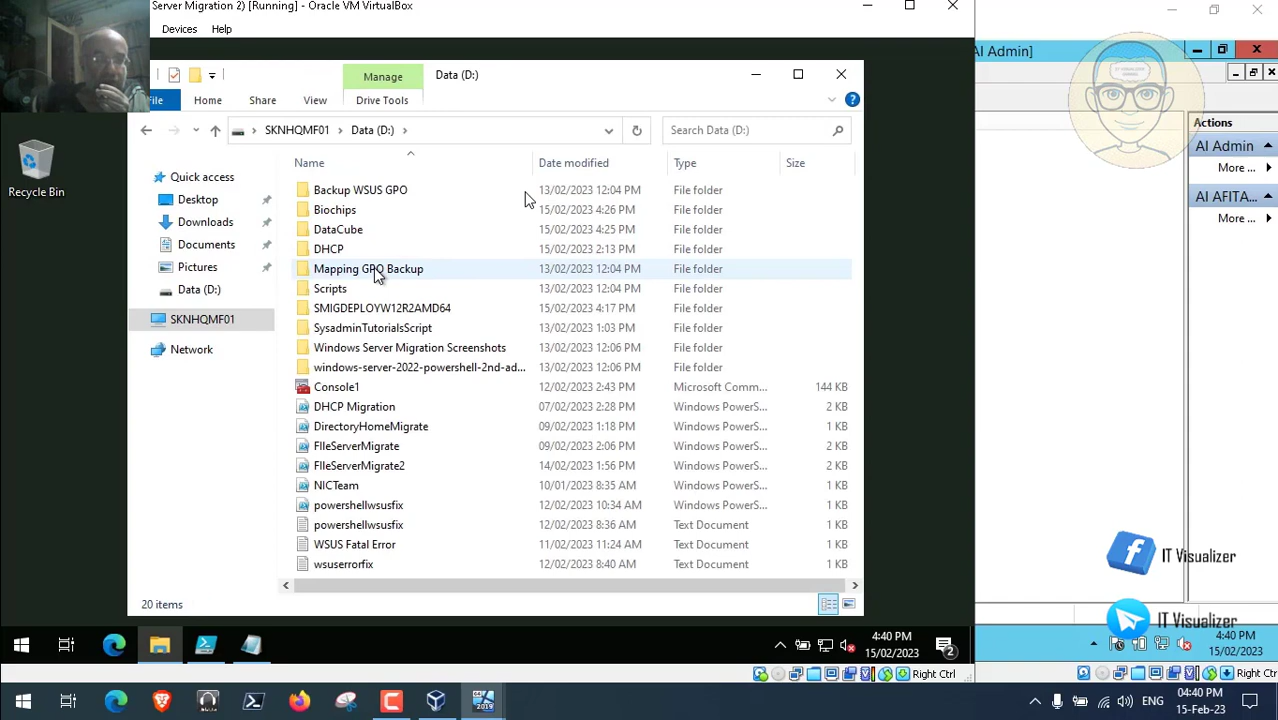 Server Migration 2) [Running] - Oracle VM VirtualBox
Devices Help
AI Admin]
Manage Data (D:)
File Home Share View Drive Tools
SKNHQMF01 Data (D:)
Search Data (D:)
Name Date modified Type Size
Quick access
Desktop
Downloads
Documents
Pictures
Data (D:)
SKNHQMF01
Network
Backup WSUS GPO 13/02/2023 12:04 PM File folder
Biochips 15/02/2023 4:26 PM File folder
DataCube 15/02/2023 4:25 PM File folder
DHCP 15/02/2023 2:13 PM File folder
Mapping GPO Backup 13/02/2023 12:04 PM File folder
Scripts 13/02/2023 12:04 PM File folder
SMIGDEPLOYW12R2AMD64 15/02/2023 4:17 PM File folder
SysadminTutorialsScript 13/02/2023 1:03 PM File folder
Windows Server Migration Screenshots 13/02/2023 12:06 PM File folder
windows-server-2022-powershell-2nd-ad... 13/02/2023 12:06 PM File folder
Console1 12/02/2023 2:43 PM Microsoft Comm... 144 KB
DHCP Migration 07/02/2023 2:28 PM Windows PowerS... 2 KB
DirectoryHomeMigrate 09/02/2023 1:18 PM Windows PowerS... 1 KB
FIleServerMigrate 09/02/2023 2:06 PM Windows PowerS... 2 KB
FIleServerMigrate2 14/02/2023 1:56 PM Windows PowerS... 2 KB
NICTeam 10/01/2023 8:35 AM Windows PowerS... 1 KB
powershellwsusfix 12/02/2023 10:34 AM Windows PowerS... 1 KB
powershellwsusfix 12/02/2023 8:36 AM Text Document 1 KB
WSUS Fatal Error 11/02/2023 11:24 AM Text Document 1 KB
wsuserrorfix 12/02/2023 8:40 AM Text Document 1 KB
20 items
Recycle Bin
Actions
AI Admin
More ...
AI AFITA...
More ...
IT Visualizer
IT Visualizer
4:40 PM
15/02/2023
2
4:40 PM
15/02/2023
Right Ctrl
Right Ctrl
2019
ENG
04:40 PM
15-Feb-23